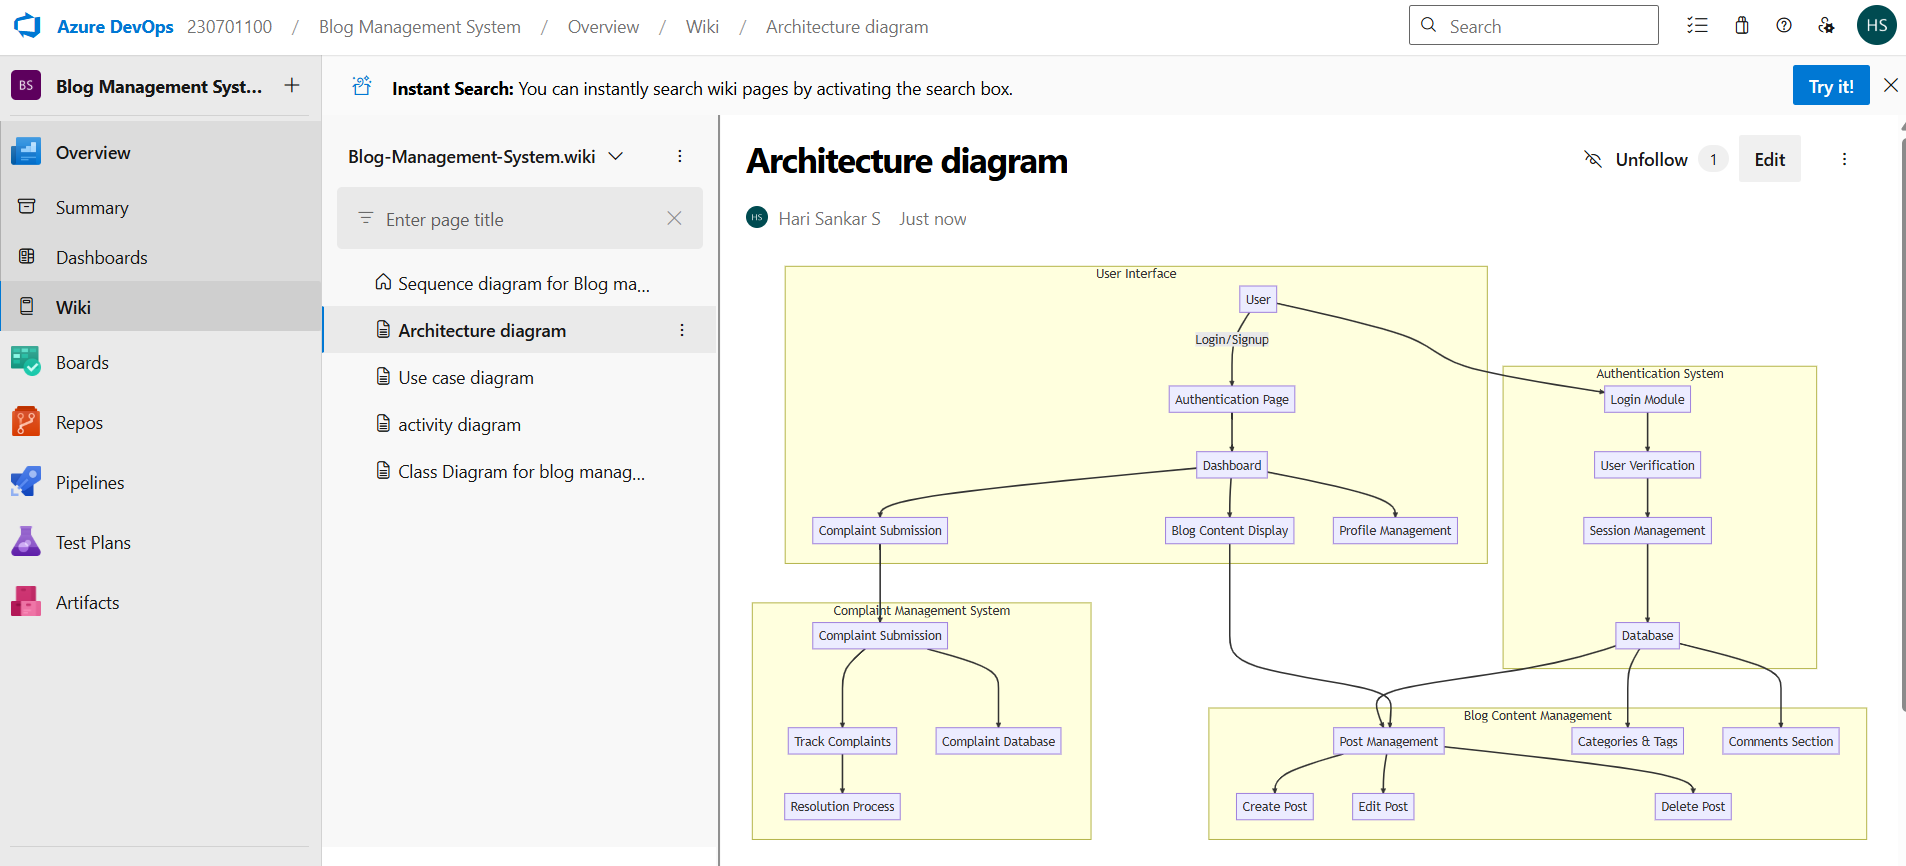 Azure DevOps 230701100 / Blog Management System / Overview / Wiki / Architecture diagram
Search
HS
BS Blog Management Syst... +
Overview
Summary
Dashboards
Wiki
Boards
Repos
Pipelines
Test Plans
Artifacts
Instant Search: You can instantly search wiki pages by activating the search box.
Try it!
Blog-Management-System.wiki
Enter page title
Sequence diagram for Blog ma...
Architecture diagram
Use case diagram
activity diagram
Class Diagram for blog manag...
Architecture diagram
Unfollow 1 Edit
HS Hari Sankar S Just now
User Interface
User
Login/Signup
Authentication Page
Dashboard
Complaint Submission
Blog Content Display
Profile Management
Authentication System
Login Module
User Verification
Session Management
Database
Complaint Management System
Complaint Submission
Track Complaints
Complaint Database
Resolution Process
Blog Content Management
Post Management
Categories & Tags
Comments Section
Create Post
Edit Post
Delete Post